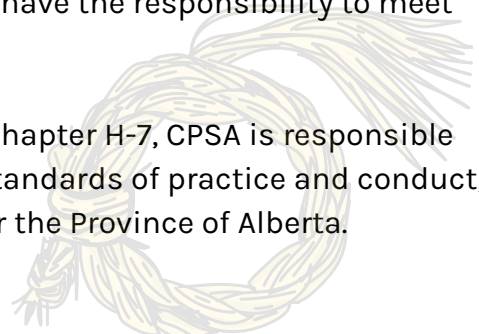 have the responsibility to meet
hapter H-7, CPSA is responsible
tandards of practice and conduct,
r the Province of Alberta.